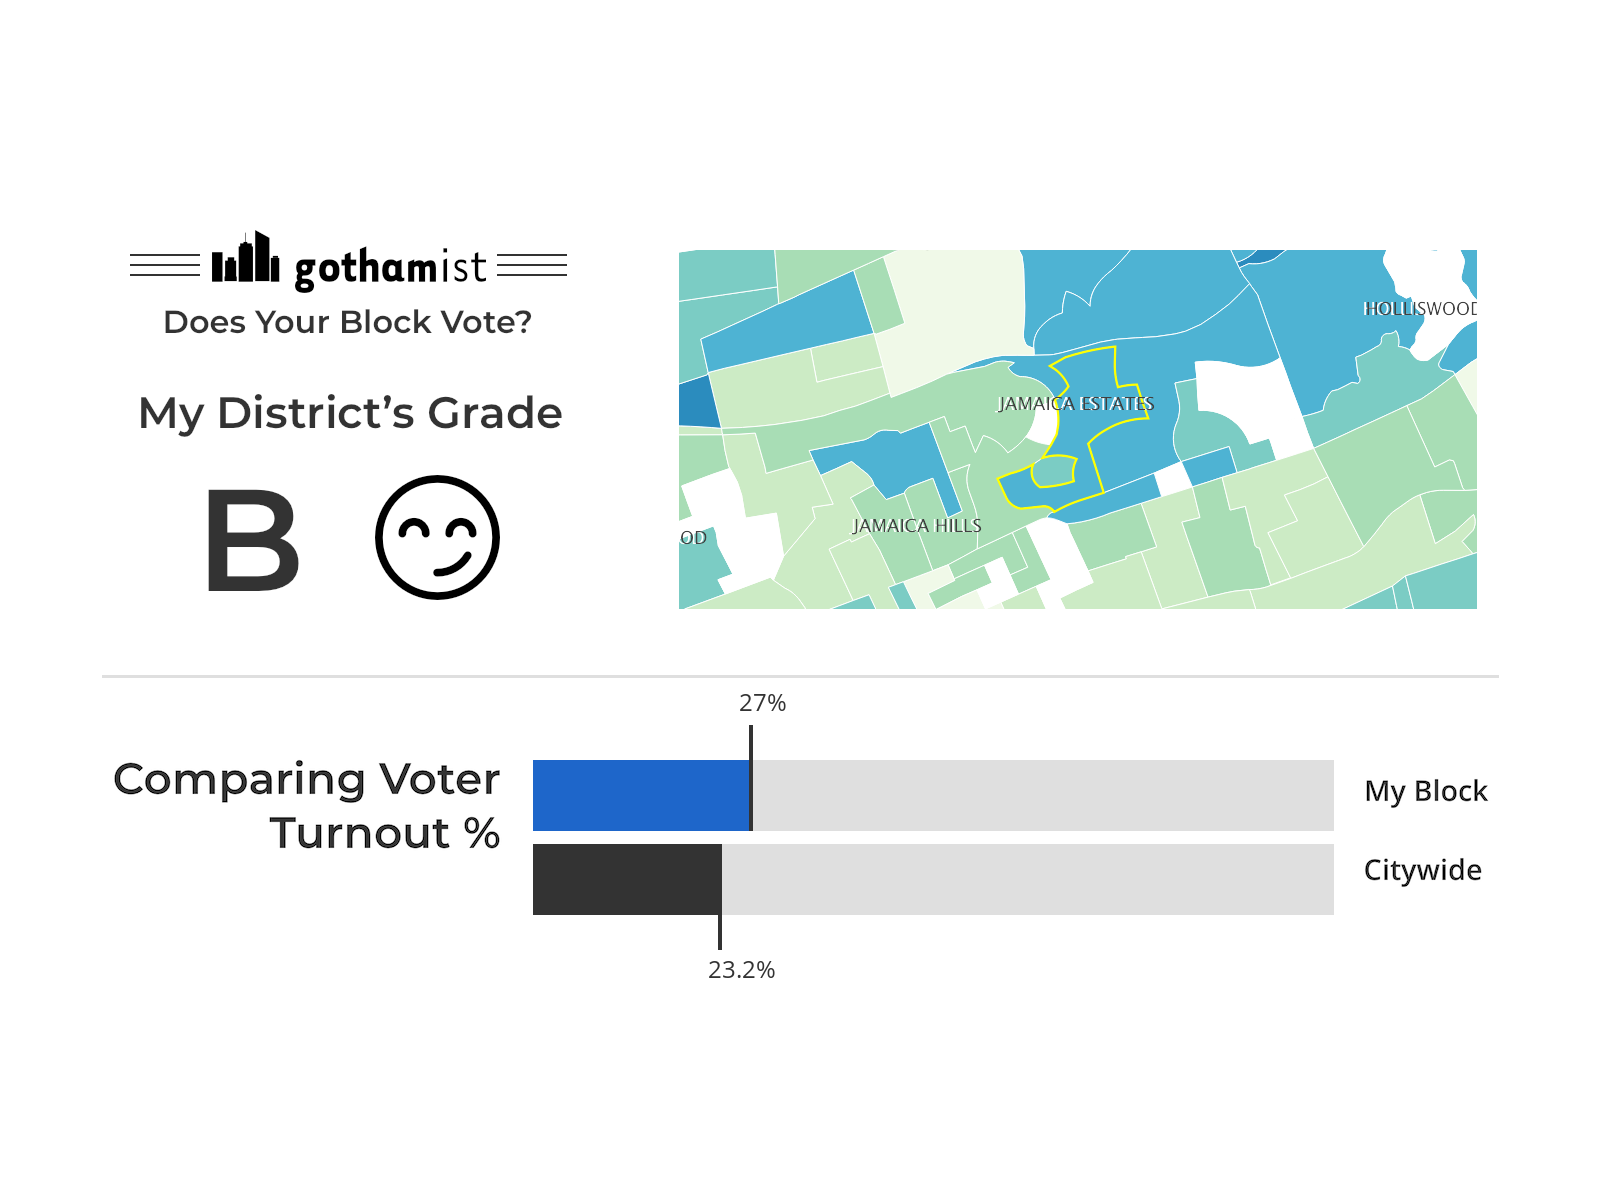 gothamist
Does Your Block Vote?
My District's Grade
B
HOLLISWOOD
JAMAICA ESTATES
JAMAICA HILLS
OD
27%
Comparing Voter
Turnout %
My Block
Citywide
23.2%